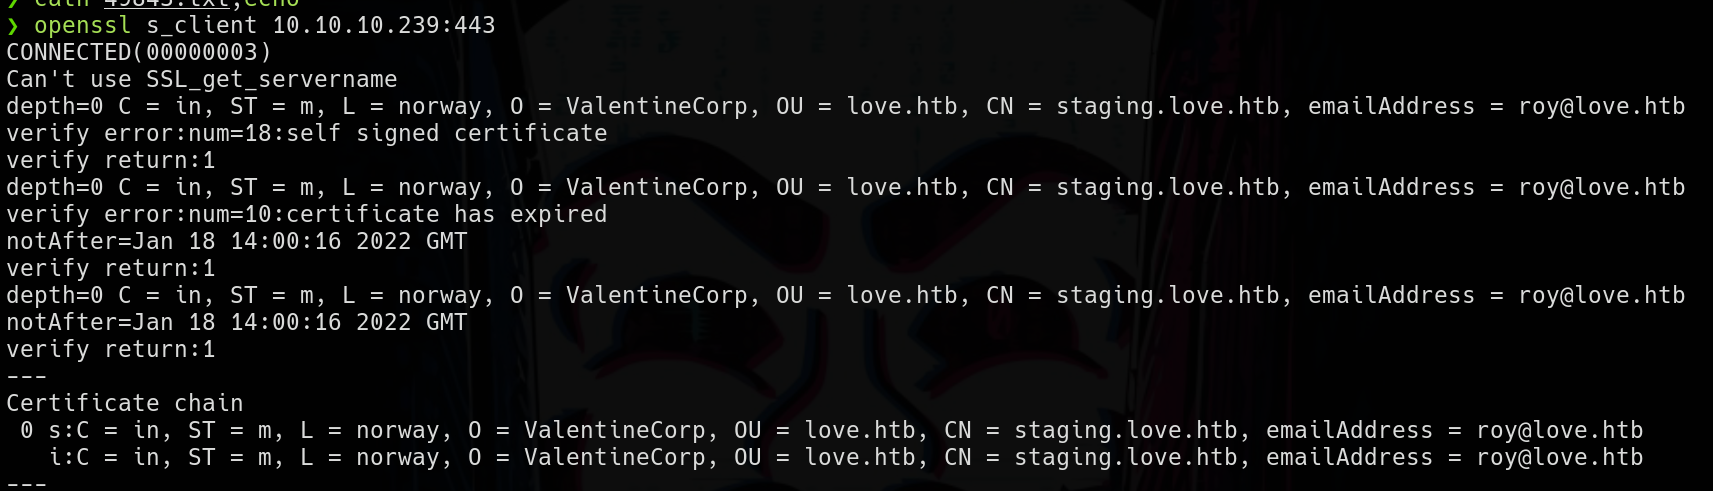 ❯ openssl s_client 10.10.10.239:443
CONNECTED(00000003)
Can't use SSL_get_servername
depth=0 C = in, ST = m, L = norway, O = ValentineCorp, OU = love.htb, CN = staging.love.htb, emailAddress = roy@love.htb
verify error:num=18:self signed certificate
verify return:1
depth=0 C = in, ST = m, L = norway, O = ValentineCorp, OU = love.htb, CN = staging.love.htb, emailAddress = roy@love.htb
verify error:num=10:certificate has expired
notAfter=Jan 18 14:00:16 2022 GMT
verify return:1
depth=0 C = in, ST = m, L = norway, O = ValentineCorp, OU = love.htb, CN = staging.love.htb, emailAddress = roy@love.htb
notAfter=Jan 18 14:00:16 2022 GMT
verify return:1
---
Certificate chain
 0 s:C = in, ST = m, L = norway, O = ValentineCorp, OU = love.htb, CN = staging.love.htb, emailAddress = roy@love.htb
   i:C = in, ST = m, L = norway, O = ValentineCorp, OU = love.htb, CN = staging.love.htb, emailAddress = roy@love.htb
---